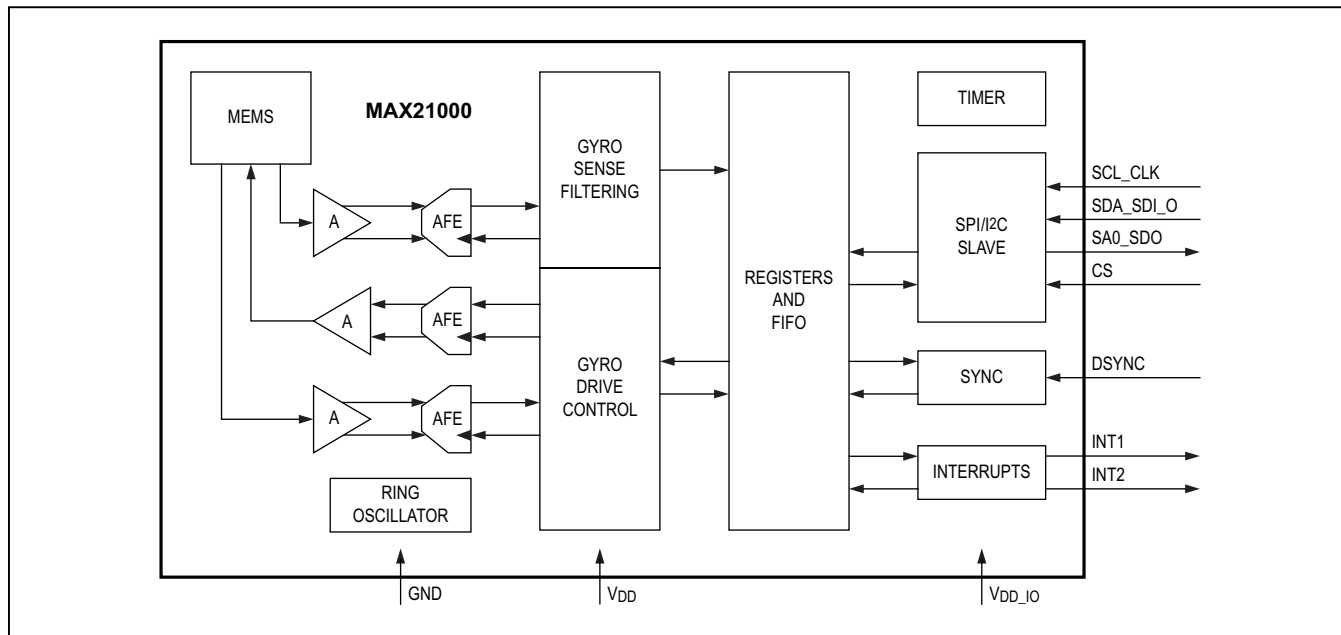 MAX21000
MEMS
A
AFE
A
AFE
A
AFE
RING
OSCILLATOR
GYRO
SENSE
FILTERING
GYRO
DRIVE
CONTROL
REGISTERS
AND
FIFO
TIMER
SPI/I2C
SLAVE
SYNC
INTERRUPTS
SCL_CLK
SDA_SDI_O
SA0_SDO
CS
DSYNC
INT1
INT2
GND
VDD
VDD_IO